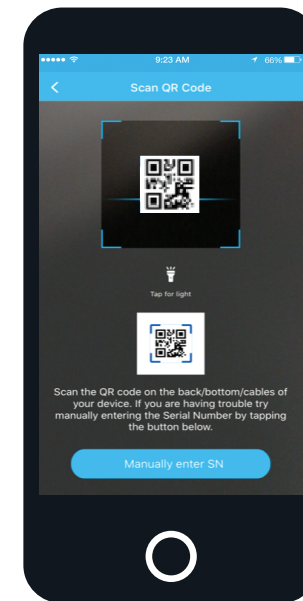 9:23 AM 66%
Scan QR Code
Tap for light
Scan the QR code on the back/bottom/cables of
your device. If you are having trouble try
manually entering the Serial Number by tapping
the button below.
Manually enter SN